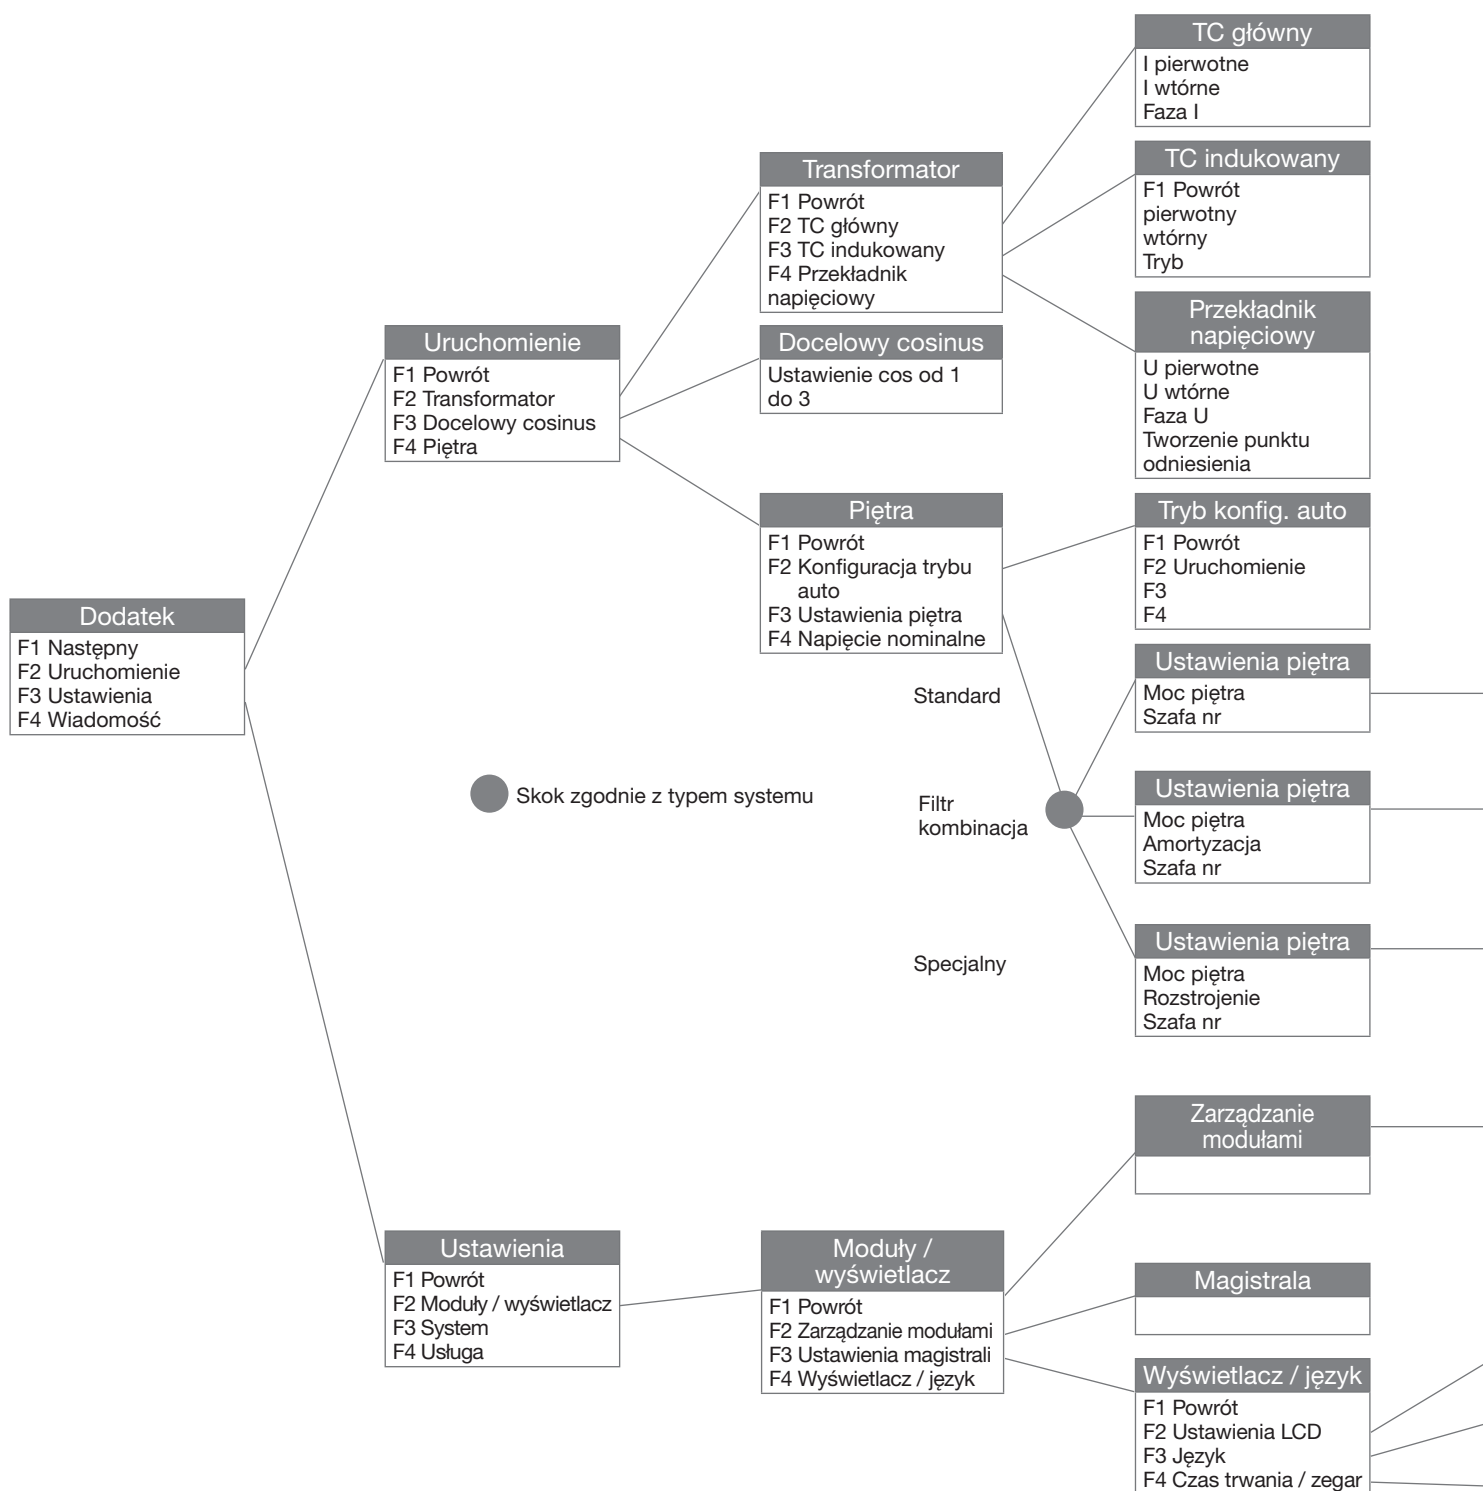 Dodatek
F1 Następny
F2 Uruchomienie
F3 Ustawienia
F4 Wiadomość
Uruchomienie
F1 Powrót
F2 Transformator
F3 Docelowy cosinus
F4 Piętra
Transformator
F1 Powrót
F2 TC główny
F3 TC indukowany
F4 Przekładnik
napięciowy
Docelowy cosinus
Ustawienie cos od 1
do 3
Piętra
F1 Powrót
F2 Konfiguracja trybu
auto
F3 Ustawienia piętra
F4 Napięcie nominalne
TC główny
I pierwotne
I wtórne
Faza I
TC indukowany
F1 Powrót
pierwotny
wtórny
Tryb
Przekładnik
napięciowy
U pierwotne
U wtórne
Faza U
Tworzenie punktu
odniesienia
Tryb konfig. auto
F1 Powrót
F2 Uruchomienie
F3
F4
Standard
Ustawienia piętra
Moc piętra
Szafa nr
Skok zgodnie z typem systemu
Filtr
kombinacja
Ustawienia piętra
Moc piętra
Amortyzacja
Szafa nr
Specjalny
Ustawienia piętra
Moc piętra
Rozstrojenie
Szafa nr
Ustawienia
F1 Powrót
F2 Moduły / wyświetlacz
F3 System
F4 Usługa
Moduły /
wyświetlacz
F1 Powrót
F2 Zarządzanie modułami
F3 Ustawienia magistrali
F4 Wyświetlacz / język
Zarządzanie
modułami
Magistrala
Wyświetlacz / język
F1 Powrót
F2 Ustawienia LCD
F3 Język
F4 Czas trwania / zegar